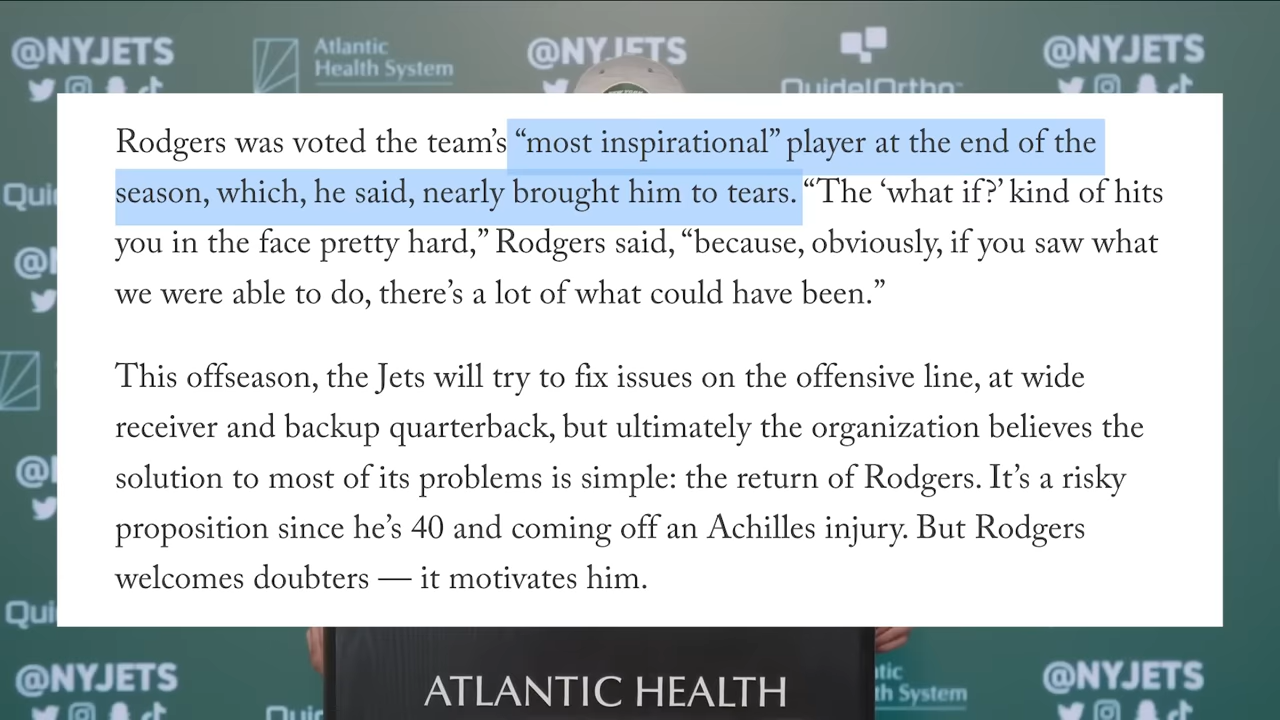 @NYJETS
Atlantic
Health System
@NYJETS
QuidelOrtho
@NYJETS
Rodgers was voted the team’s “most inspirational” player at the end of the
season, which, he said, nearly brought him to tears. “The ‘what if?’ kind of hits
you in the face pretty hard,” Rodgers said, “because, obviously, if you saw what
we were able to do, there’s a lot of what could have been.”
This offseason, the Jets will try to fix issues on the offensive line, at wide
receiver and backup quarterback, but ultimately the organization believes the
solution to most of its problems is simple: the return of Rodgers. It’s a risky
proposition since he’s 40 and coming off an Achilles injury. But Rodgers
welcomes doubters — it motivates him.
@NYJETS
ATLANTIC HEALTH
tic
th System
@NYJETS